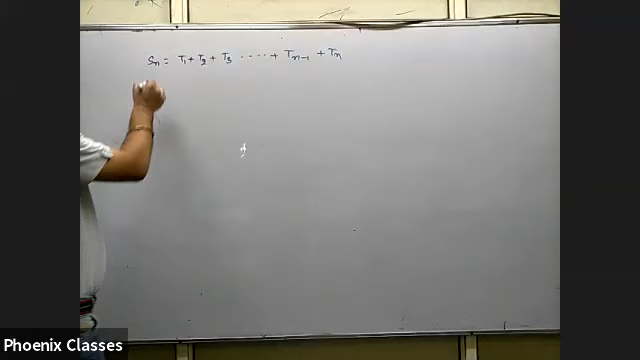 Sn = T1 + T2 + T3 ..... + Tn-1 + Tn
Phoenix Classes